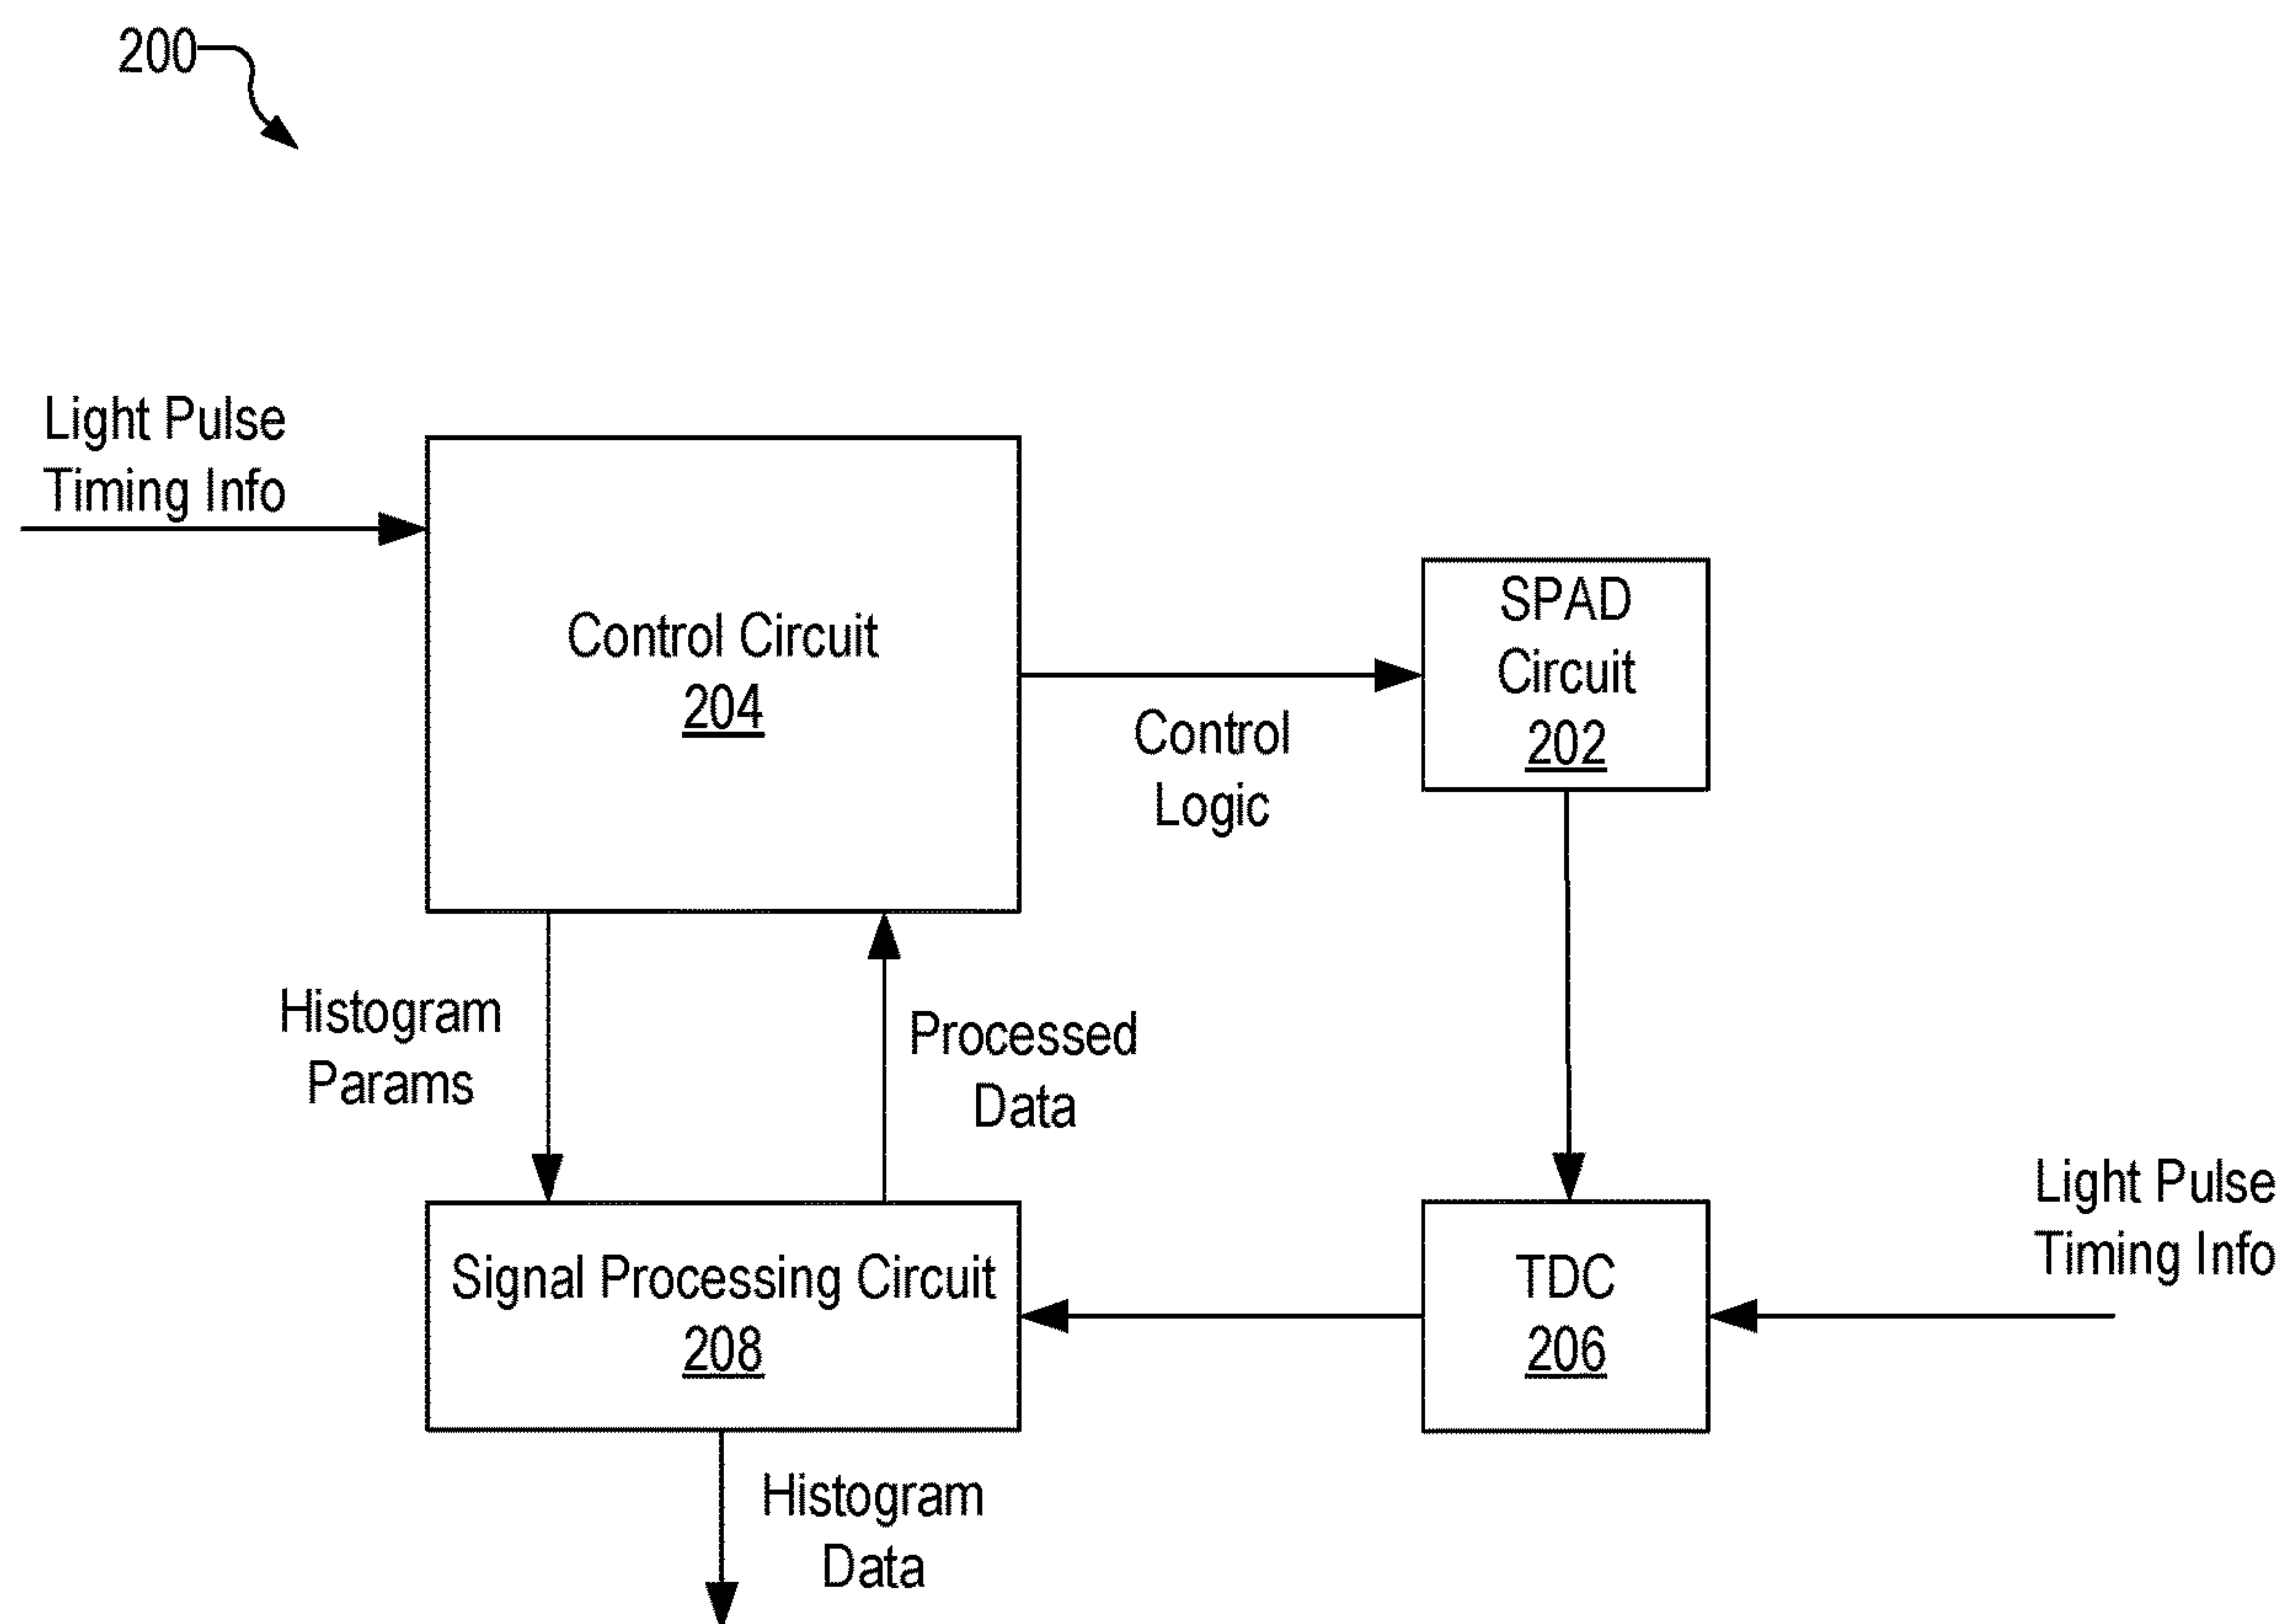 200
Light Pulse
Timing Info
Control Circuit
204
SPAD
Circuit
202
Control
Logic
Histogram
Params
Processed
Data
Light Pulse
Timing Info
Signal Processing Circuit
208
TDC
206
Histogram
Data